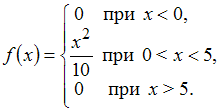 0 при x < 0,
f(x) = { x²/10 при 0 < x < 5,
0 при x > 5.